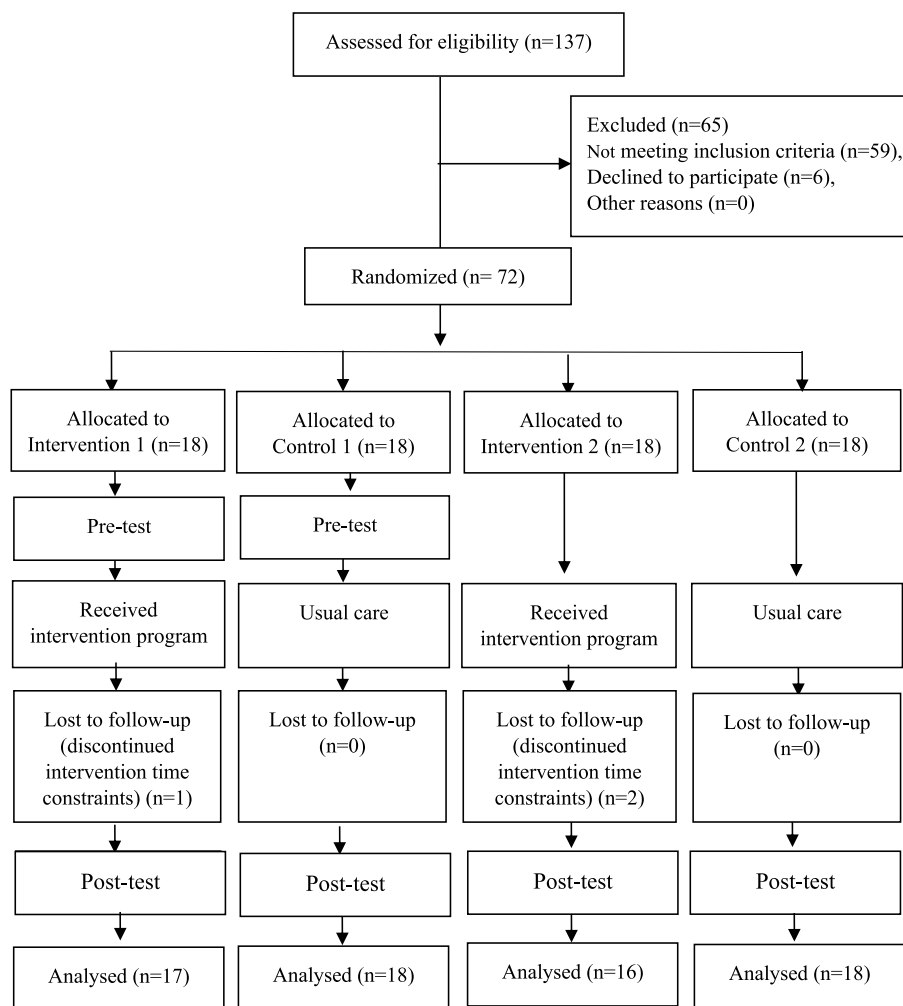 Assessed for eligibility (n=137)
Excluded (n=65)
Not meeting inclusion criteria (n=59),
Declined to participate (n=6),
Other reasons (n=0)
Randomized (n= 72)
Allocated to
Intervention 1 (n=18)
Allocated to
Control 1 (n=18)
Allocated to
Intervention 2 (n=18)
Allocated to
Control 2 (n=18)
Pre-test
Pre-test
Received
intervention program
Usual care
Received
intervention program
Usual care
Lost to follow-up
(discontinued
intervention time
constraints) (n=1)
Lost to follow-up
(n=0)
Lost to follow-up
(discontinued
intervention time
constraints) (n=2)
Lost to follow-up
(n=0)
Post-test
Post-test
Post-test
Post-test
Analysed (n=17)
Analysed (n=18)
Analysed (n=16)
Analysed (n=18)